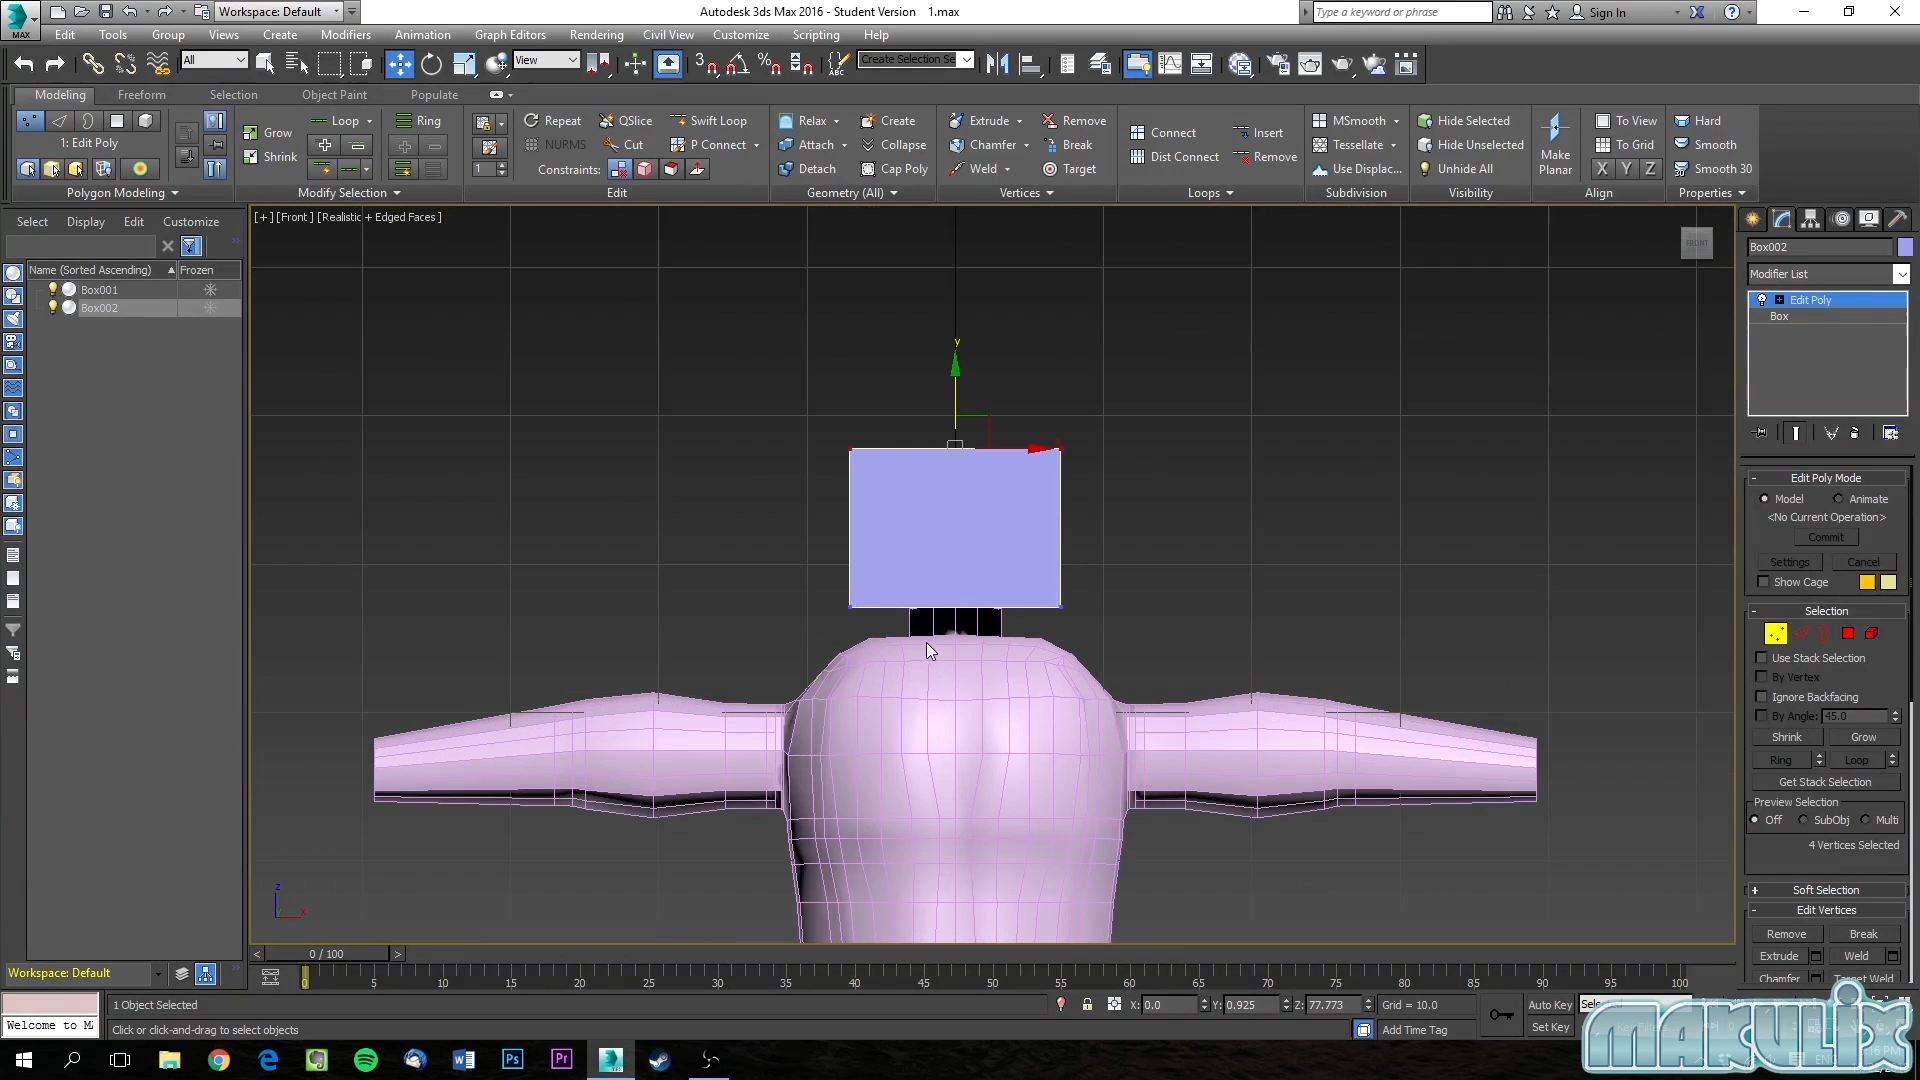 Workspace: Default
Autodesk 3ds Max 2016 - Student Version 1.max
Type a keyword or phrase
Sign In
MAX
Edit Tools Group Views Create Modifiers Animation Graph Editors Rendering Civil View Customize Scripting Help
All
View
Create Selection Se
Modeling Freeform Selection Object Paint Populate
Loop Ring Repeat QSlice Swift Loop Relax Create Extrude Remove MSmooth Hide Selected To View Hard
1: Edit Poly Grow NURMS Cut P Connect Attach Collapse Chamfer Break Connect Insert Tessellate Hide Unselected Make Planar To Grid Smooth
Shrink 1 Constraints: Detach Cap Poly Weld Target Dist Connect Remove Use Displac... Unhide All X Y Z Smooth 30
Polygon Modeling Modify Selection Edit Geometry (All) Vertices Loops Subdivision Visibility Align Properties
Select Display Edit Customize
[+] [Front ] [Realistic + Edged Faces ]
FRONT
Name (Sorted Ascending) Frozen
Box001
Box002
y
z
x
Box002
Modifier List
Edit Poly
Box
Edit Poly Mode
Model Animate
<No Current Operation>
Commit
Settings Cancel
Show Cage
Selection
Use Stack Selection
By Vertex
Ignore Backfacing
By Angle: 45.0
Shrink Grow
Ring Loop
Get Stack Selection
Preview Selection
Off SubObj Multi
4 Vertices Selected
Soft Selection
Edit Vertices
Remove Break
Extrude Weld
Chamfer Target Weld
< 0 / 100 >
Workspace: Default
0 5 10 15 20 25 30 35 40 45 50 55 60 65 70 75 80 85 90 95 100
1 Object Selected
X: 0.0 Y: 0.925 Z: 77.773 Grid = 10.0
Auto Key
Welcome to M
Click or click-and-drag to select objects
Add Time Tag
Set Key
MAKULIX